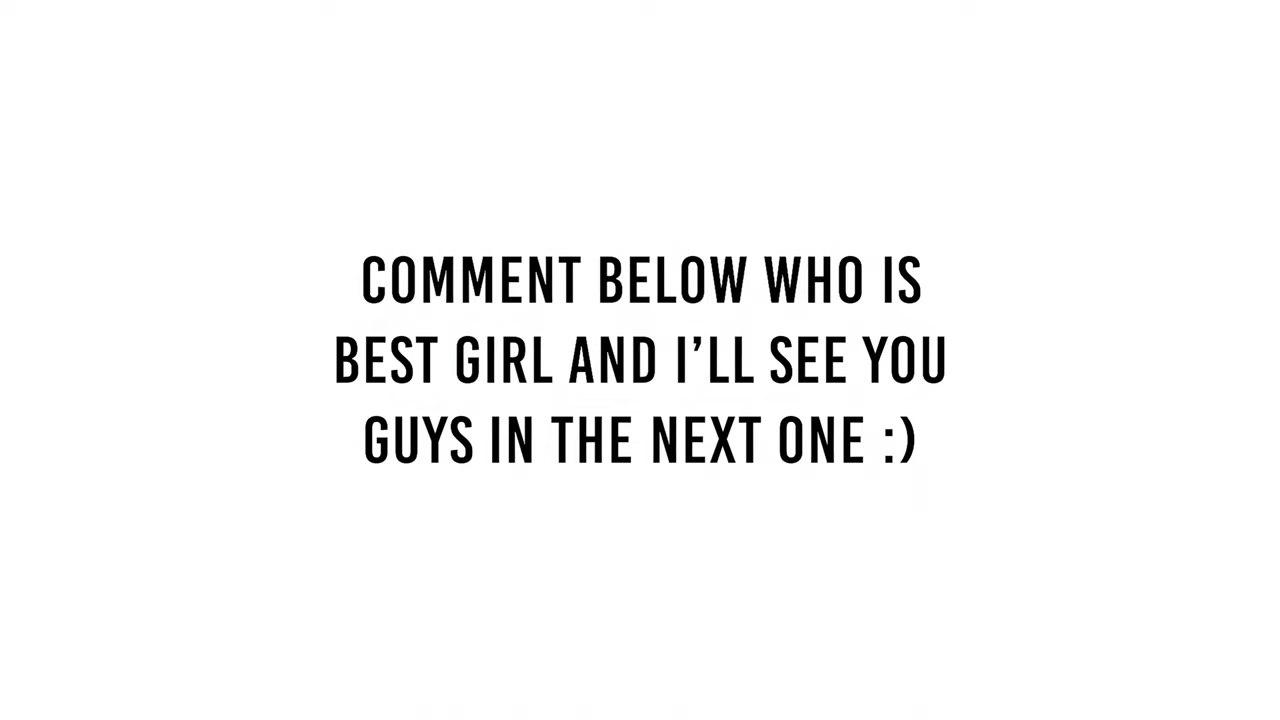 COMMENT BELOW WHO IS
BEST GIRL AND I’LL SEE YOU
GUYS IN THE NEXT ONE :)